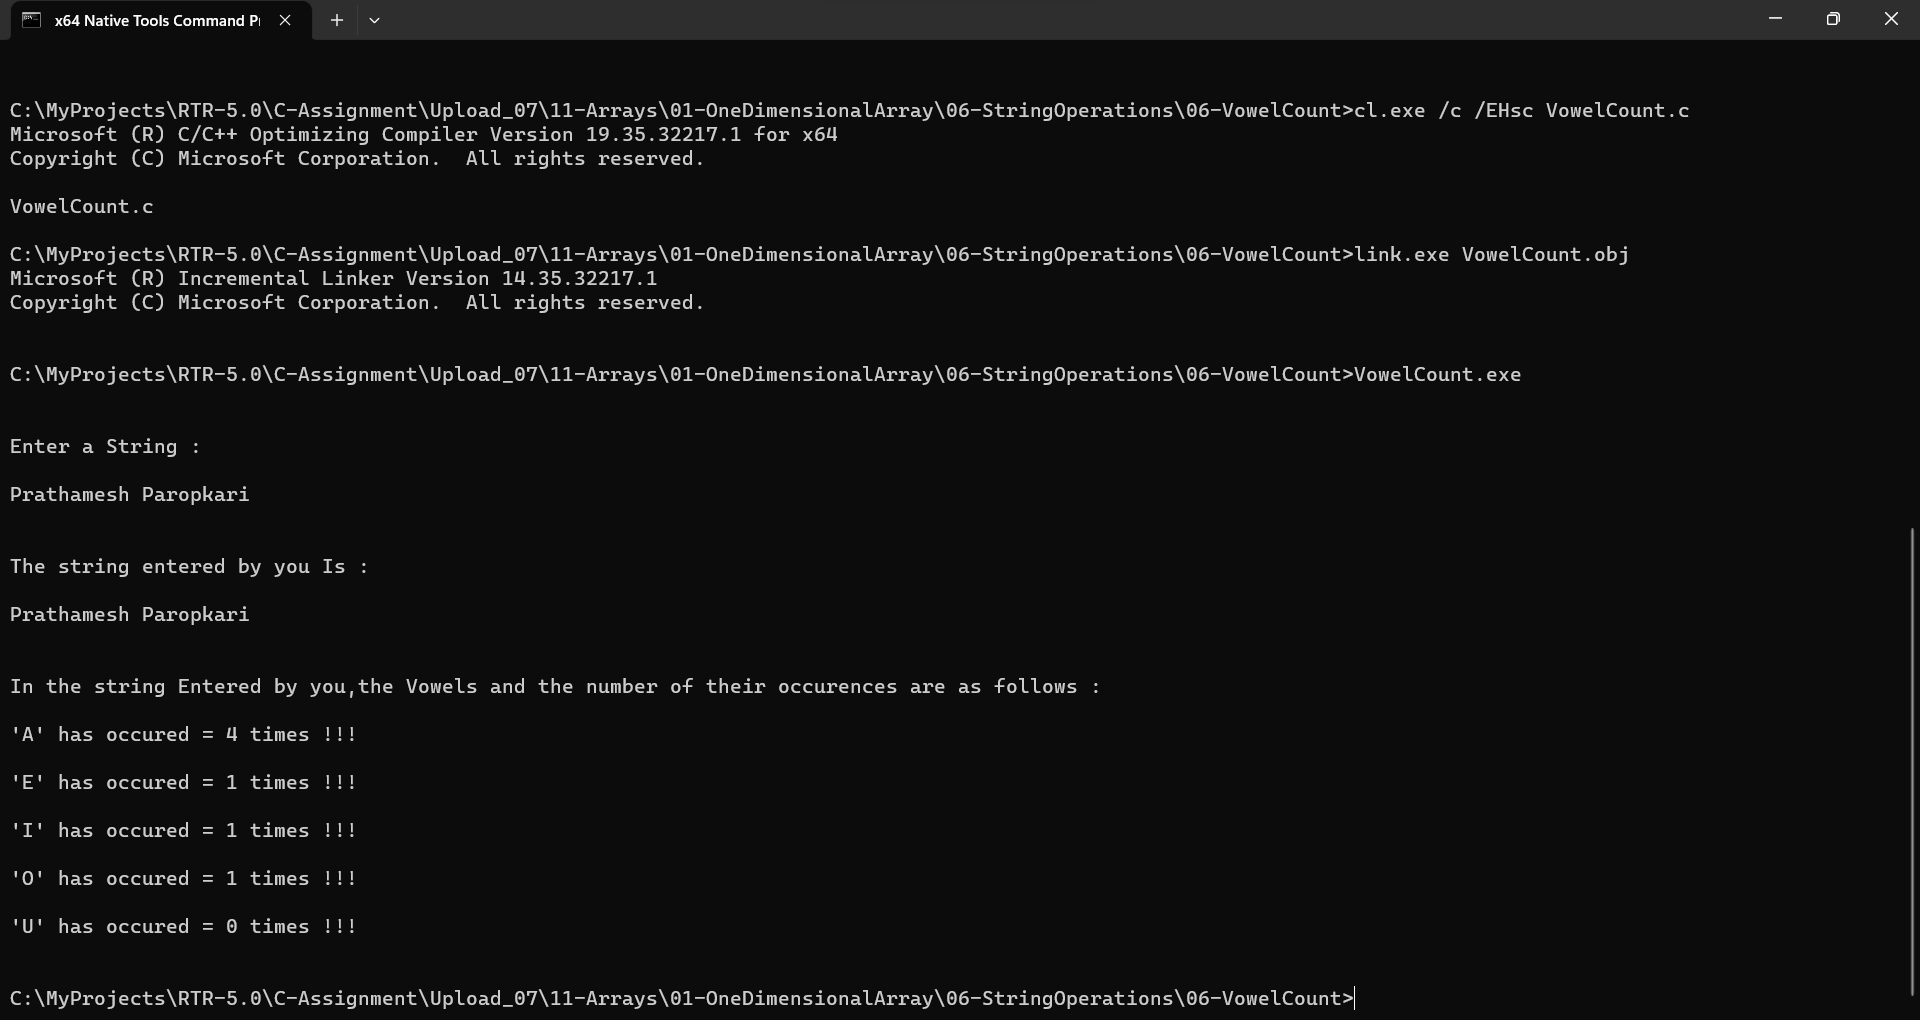 x64 Native Tools Command P
C:\MyProjects\RTR-5.0\C-Assignment\Upload_07\11-Arrays\01-OneDimensionalArray\06-StringOperations\06-VowelCount>cl.exe /c /EHsc VowelCount.c
Microsoft (R) C/C++ Optimizing Compiler Version 19.35.32217.1 for x64
Copyright (C) Microsoft Corporation.  All rights reserved.
VowelCount.c
C:\MyProjects\RTR-5.0\C-Assignment\Upload_07\11-Arrays\01-OneDimensionalArray\06-StringOperations\06-VowelCount>link.exe VowelCount.obj
Microsoft (R) Incremental Linker Version 14.35.32217.1
Copyright (C) Microsoft Corporation.  All rights reserved.
C:\MyProjects\RTR-5.0\C-Assignment\Upload_07\11-Arrays\01-OneDimensionalArray\06-StringOperations\06-VowelCount>VowelCount.exe
Enter a String :
Prathamesh Paropkari
The string entered by you Is :
Prathamesh Paropkari
In the string Entered by you,the Vowels and the number of their occurences are as follows :
'A' has occured = 4 times !!!
'E' has occured = 1 times !!!
'I' has occured = 1 times !!!
'O' has occured = 1 times !!!
'U' has occured = 0 times !!!
C:\MyProjects\RTR-5.0\C-Assignment\Upload_07\11-Arrays\01-OneDimensionalArray\06-StringOperations\06-VowelCount>